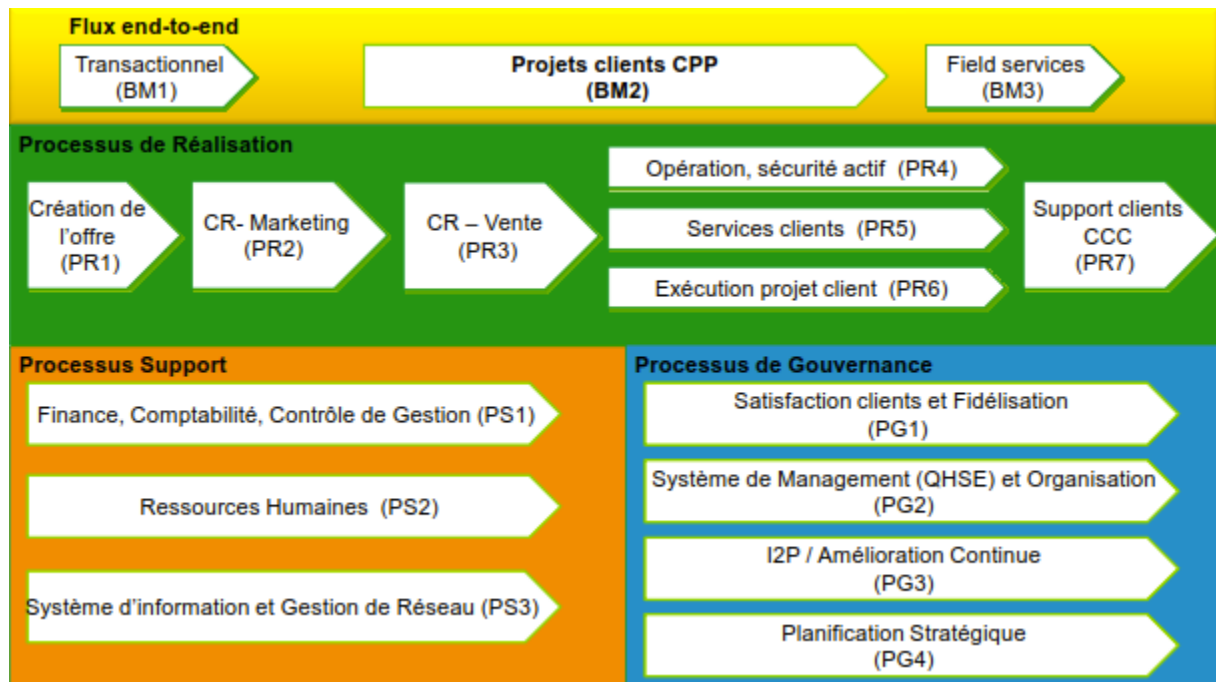 Flux end-to-end
Transactionnel
(BM1)
Projets clients CPP
(BM2)
Field services
(BM3)
Processus de Réalisation
Création de
l'offre
(PR1)
CR- Marketing
(PR2)
CR – Vente
(PR3)
Opération, sécurité actif (PR4)
Services clients (PR5)
Exécution projet client (PR6)
Support clients
CCC
(PR7)
Processus Support
Finance, Comptabilité, Contrôle de Gestion (PS1)
Ressources Humaines (PS2)
Système d'information et Gestion de Réseau (PS3)
Processus de Gouvernance
Satisfaction clients et Fidélisation
(PG1)
Système de Management (QHSE) et Organisation
(PG2)
I2P / Amélioration Continue
(PG3)
Planification Stratégique
(PG4)